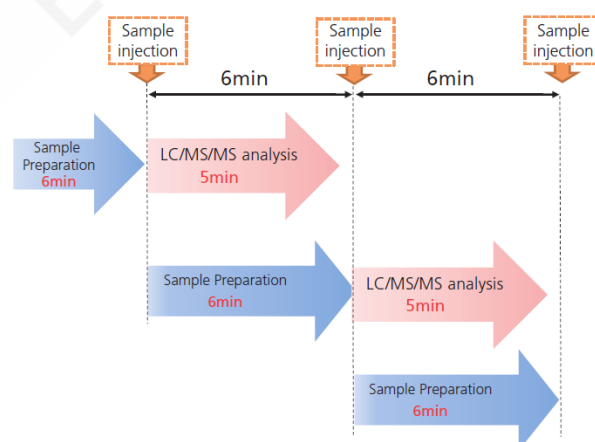 Sample
injection
Sample
injection
Sample
injection
6min
6min
Sample
Preparation
6min
LC/MS/MS analysis
5min
Sample Preparation
6min
LC/MS/MS analysis
5min
Sample Preparation
6min